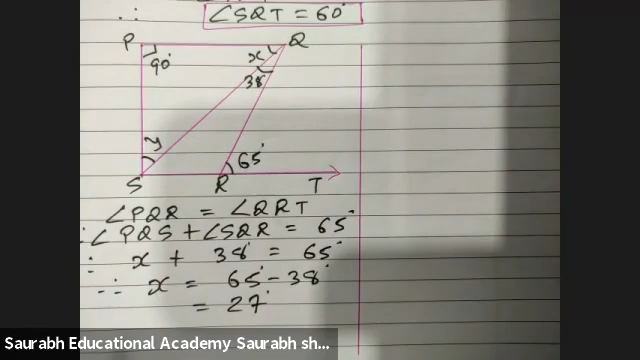 ∴ ∠SQT = 60°
P
Q
90°
x
38°
y
65°
S
R
T
∠PQR = ∠QRT
∴ ∠PQS + ∠SQR = 65°
∴ x + 38° = 65°
∴ x = 65° - 38°
= 27°
Saurabh Educational Academy Saurabh sh...